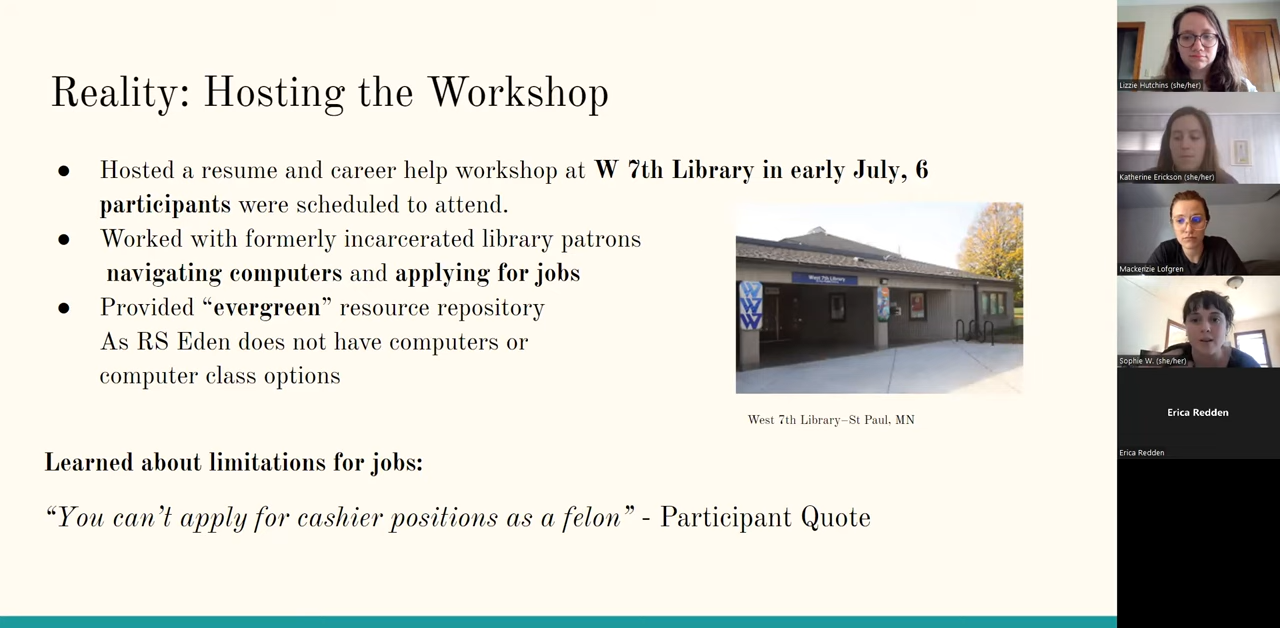 Reality: Hosting the Workshop
● Hosted a resume and career help workshop at W 7th Library in early July, 6
participants were scheduled to attend.
● Worked with formerly incarcerated library patrons
navigating computers and applying for jobs
● Provided “evergreen” resource repository
As RS Eden does not have computers or
computer class options
West 7th Library
W
W
W
West 7th Library–St Paul, MN
Learned about limitations for jobs:
“You can’t apply for cashier positions as a felon” - Participant Quote
Lizzie Hutchins (she/her)
Katherine Erickson (she/her)
Mackenzie Lofgren
Sophie W. (she/her)
Erica Redden
Erica Redden